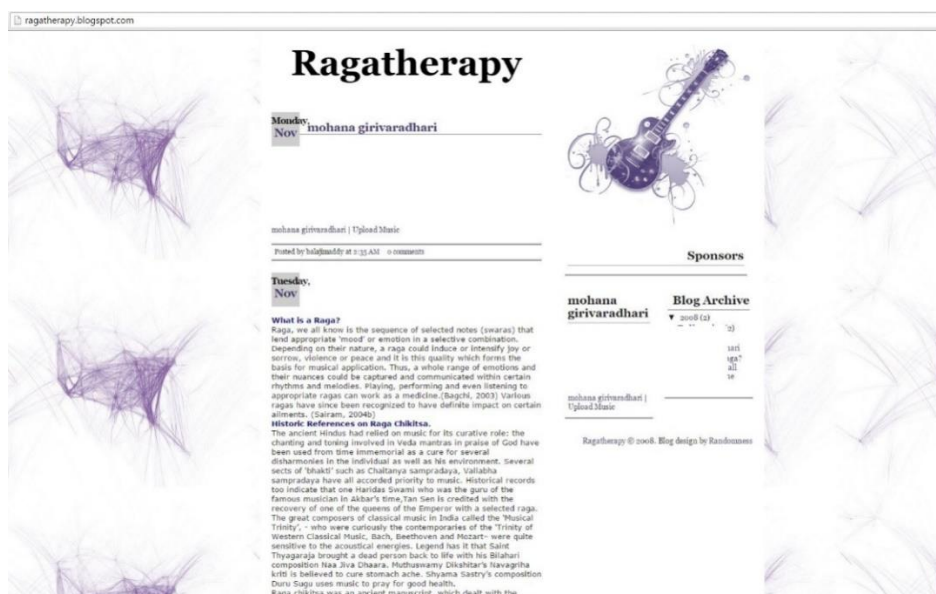 ragatherapy.blogspot.com
Ragatherapy
Monday,
Nov
mohana girivaradhari
mohana girivaradhari | Upload Music
Posted by balajimaddy at 2:35 AM 0 comments
Tuesday,
Nov
What is a Raga?
Raga, we all know is the sequence of selected notes (swaras) that
lend appropriate 'mood' or emotion in a selective combination.
Depending on their nature, a raga could induce or intensify joy or
sorrow, violence or peace and it is this quality which forms the
basis for musical application. Thus, a whole range of emotions and
their nuances could be captured and communicated within certain
rhythms and melodies. Playing, performing and even listening to
appropriate ragas can work as a medicine.(Bagchi, 2003) Various
ragas have since been recognized to have definite impact on certain
ailments. (Sairam, 2004b)
Historic References on Raga Chikitsa.
The ancient Hindus had relied on music for its curative role: the
chanting and toning involved in Veda mantras in praise of God have
been used from time immemorial as a cure for several
disharmonies in the individual as well as his environment. Several
sects of 'bhakti' such as Chaitanya sampradaya, Vallabha
sampradaya have all accorded priority to music. Historical records
too indicate that one Haridas Swami who was the guru of the
famous musician in Akbar's time,Tan Sen is credited with the
recovery of one of the queens of the Emperor with a selected raga.
The great composers of classical music in India called the 'Musical
Trinity', - who were curiously the contemporaries of the 'Trinity of
Western Classical Music, Bach, Beethoven and Mozart- were quite
sensitive to the acoustical energies. Legend has it that Saint
Thyagaraja brought a dead person back to life with his Bilahari
composition Naa Jiva Dhaara. Muthuswamy Dikshitar's Navagriha
kriti is believed to cure stomach ache. Shyama Sastry's composition
Duru Sugu uses music to pray for good health.
Raga chikitsa was an ancient manuscript, which dealt with the
Sponsors
mohana
girivaradhari
mohana girivaradhari |
Upload Music
Blog Archive
▼ 2008 (2)
Ragatherapy © 2008. Blog design by Randomness